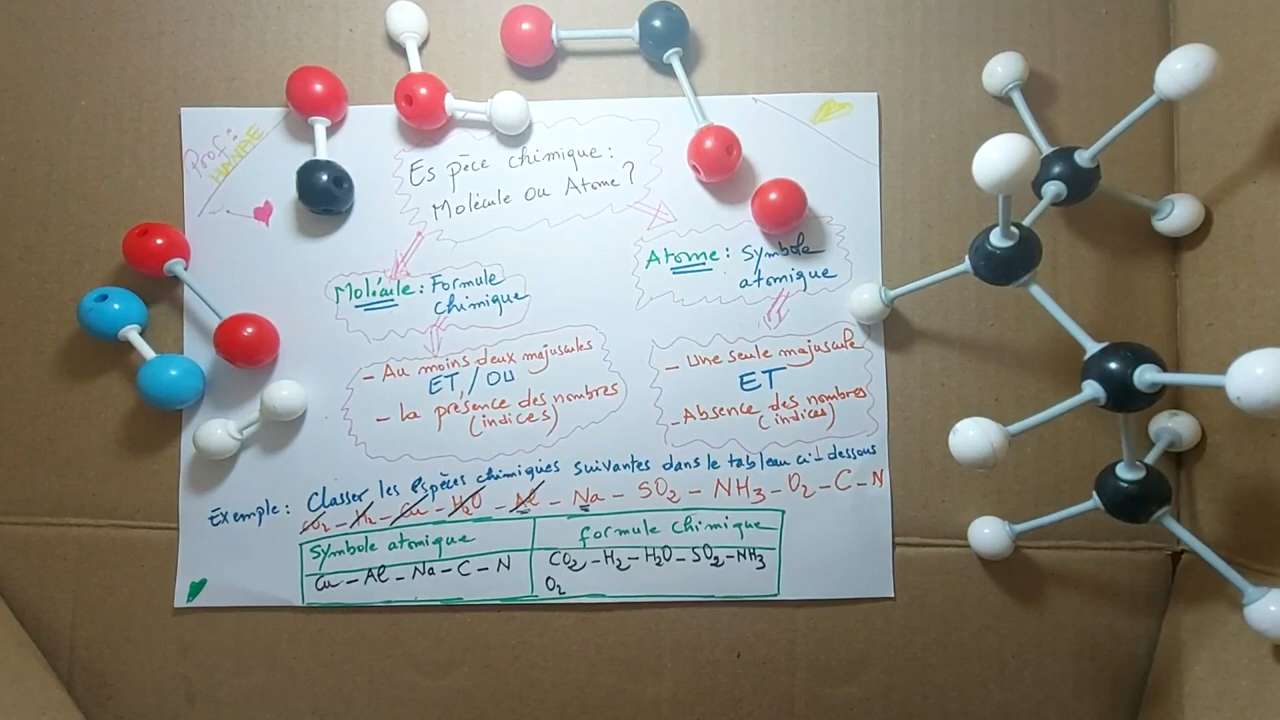 Prof:
HANAE
Espèce chimique:
Molécule ou Atome?
Molécule: Formule
chimique
- Au moins deux majuscules
ET / OU
- La présence des nombres
(indices)
Atome: Symbole
atomique
- Une seule majuscule
ET
- Absence des nombres
(indices)
Exemple: Classer les espèces chimiques suivantes dans le tableau ci-dessous
CO₂ - H₂ - Cu - H₂O - Al - Na - SO₂ - NH₃ - O₂ - C - N
Symbole atomique
formule chimique
Cu - Al - Na - C - N
CO₂ - H₂ - H₂O - SO₂ - NH₃
O₂